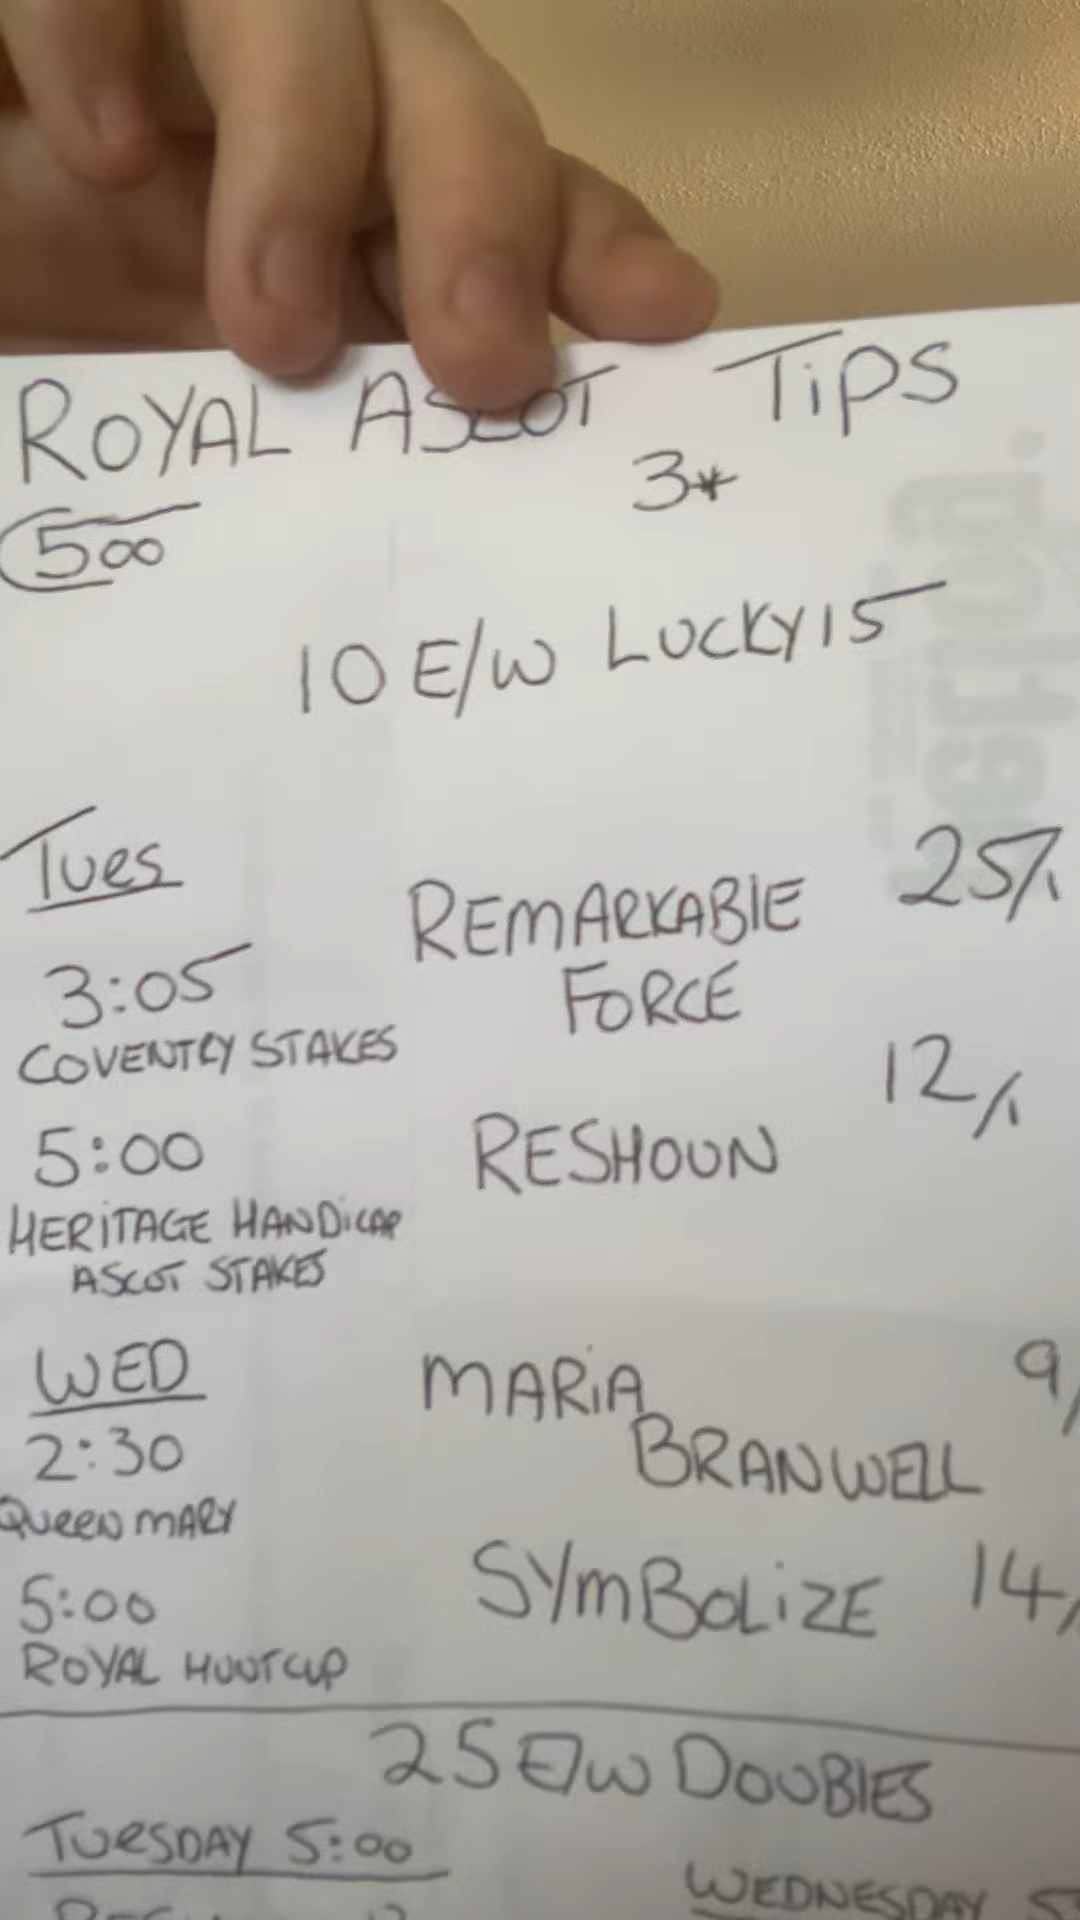 ROYAL ASCOT TIPS
500
3*
10 E/W LUCKY15
TUES
REMARKABLE 25/1
3:05
FORCE
COVENTRY STAKES
12/1
5:00
RESHOUN
HERITAGE HANDICAP
ASCOT STAKES
WED
MARIA 9/
2:30
BRANWELL
QUEEN MARY
SYMBOLIZE 14/
5:00
ROYAL HUNT CUP
25 E/W DOUBLES
TUESDAY 5:00
WEDNESDAY 5